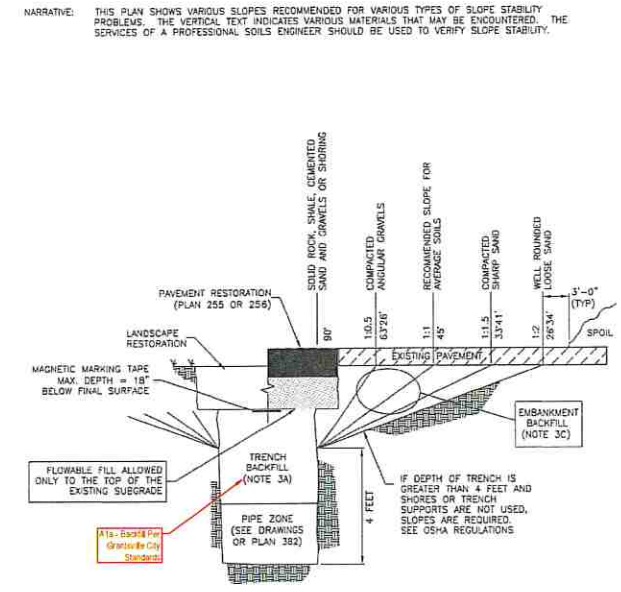 NARRATIVE: THIS PLAN SHOWS VARIOUS SLOPES RECOMMENDED FOR VARIOUS TYPES OF SLOPE STABILITY
PROBLEMS. THE VERTICAL TEXT INDICATES VARIOUS MATERIALS THAT MAY BE ENCOUNTERED. THE
SERVICES OF A PROFESSIONAL SOILS ENGINEER SHOULD BE USED TO VERIFY SLOPE STABILITY.
SOLID ROCK, SHALE, CEMENTED
SAND AND GRAVELS OR SHORING
90'
COMPACTED
ANGULAR GRAVELS
1:0.5
63'26'
RECOMMENDED SLOPE FOR
AVERAGE SOILS
1:1
45'
COMPACTED
SHARP SAND
1:1.5
33'41'
WELL ROUNDED
LOOSE SAND
1:2
26'34'
3'-0"
(TYP)
SPOIL
PAVEMENT RESTORATION
(PLAN 255 OR 256)
LANDSCAPE
RESTORATION
MAGNETIC MARKING TAPE
MAX. DEPTH = 18"
BELOW FINAL SURFACE
EXISTING PAVEMENT
EMBANKMENT
BACKFILL
(NOTE 3C)
FLOWABLE FILL ALLOWED
ONLY TO THE TOP OF THE
EXISTING SUBGRADE
TRENCH
BACKFILL
(NOTE 3A)
4 FEET
IF DEPTH OF TRENCH IS
GREATER THAN 4 FEET AND
SHORES OR TRENCH
SUPPORTS ARE NOT USED,
SLOPES ARE REQUIRED.
SEE OSHA REGULATIONS
PIPE ZONE
(SEE DRAWINGS
OR PLAN 382)
A1a - Backfill Per
Grantsville City
Standards